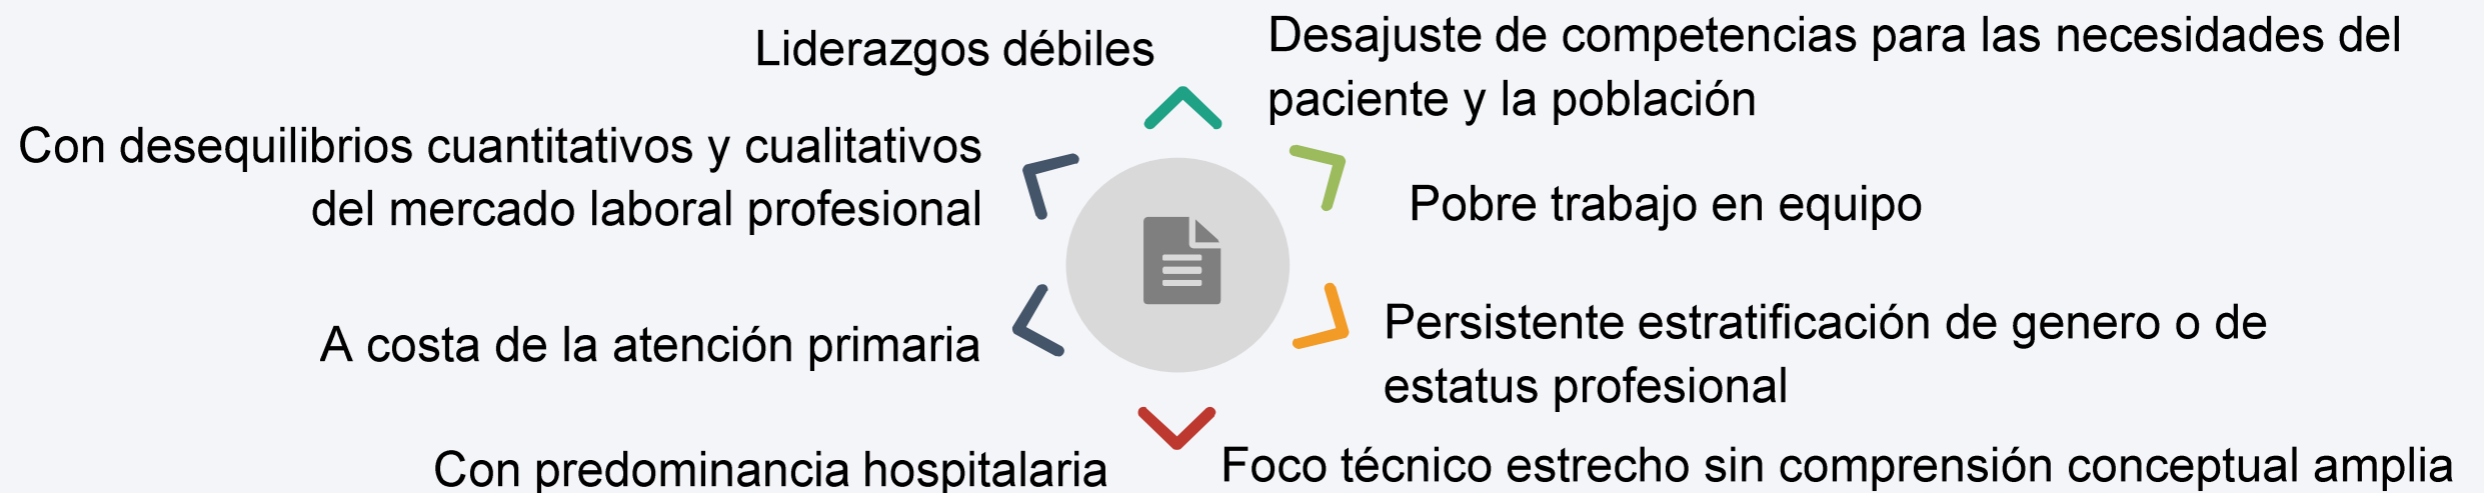 Liderazgos débiles
Desajuste de competencias para las necesidades del
paciente y la población
Con desequilibrios cuantitativos y cualitativos
del mercado laboral profesional
Pobre trabajo en equipo
A costa de la atención primaria
Persistente estratificación de genero o de
estatus profesional
Con predominancia hospitalaria
Foco técnico estrecho sin comprensión conceptual amplia